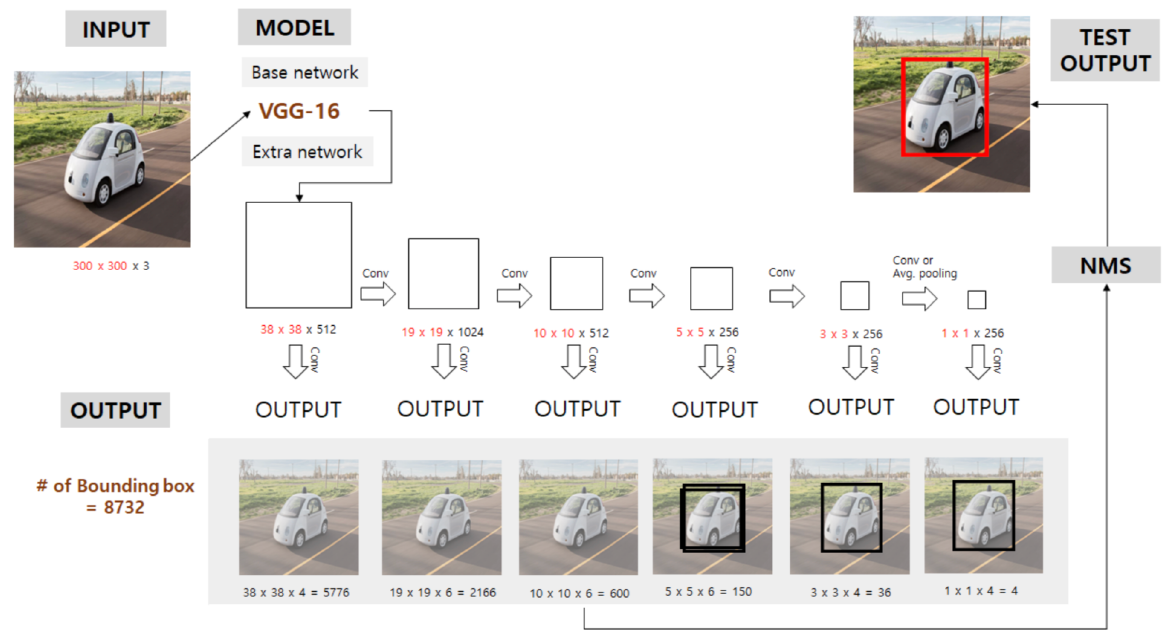 INPUT
MODEL
Base network
VGG-16
Extra network
TEST
OUTPUT
300 x 300 x 3
NMS
Conv
Conv
Conv
Conv
Conv or
Avg. pooling
38 x 38 x 512
19 x 19 x 1024
10 x 10 x 512
5 x 5 x 256
3 x 3 x 256
1 x 1 x 256
Conv
Conv
Conv
Conv
Conv
Conv
OUTPUT
OUTPUT
OUTPUT
OUTPUT
OUTPUT
OUTPUT
OUTPUT
# of Bounding box
= 8732
38 x 38 x 4 = 5776
19 x 19 x 6 = 2166
10 x 10 x 6 = 600
5 x 5 x 6 = 150
3 x 3 x 4 = 36
1 x 1 x 4 = 4